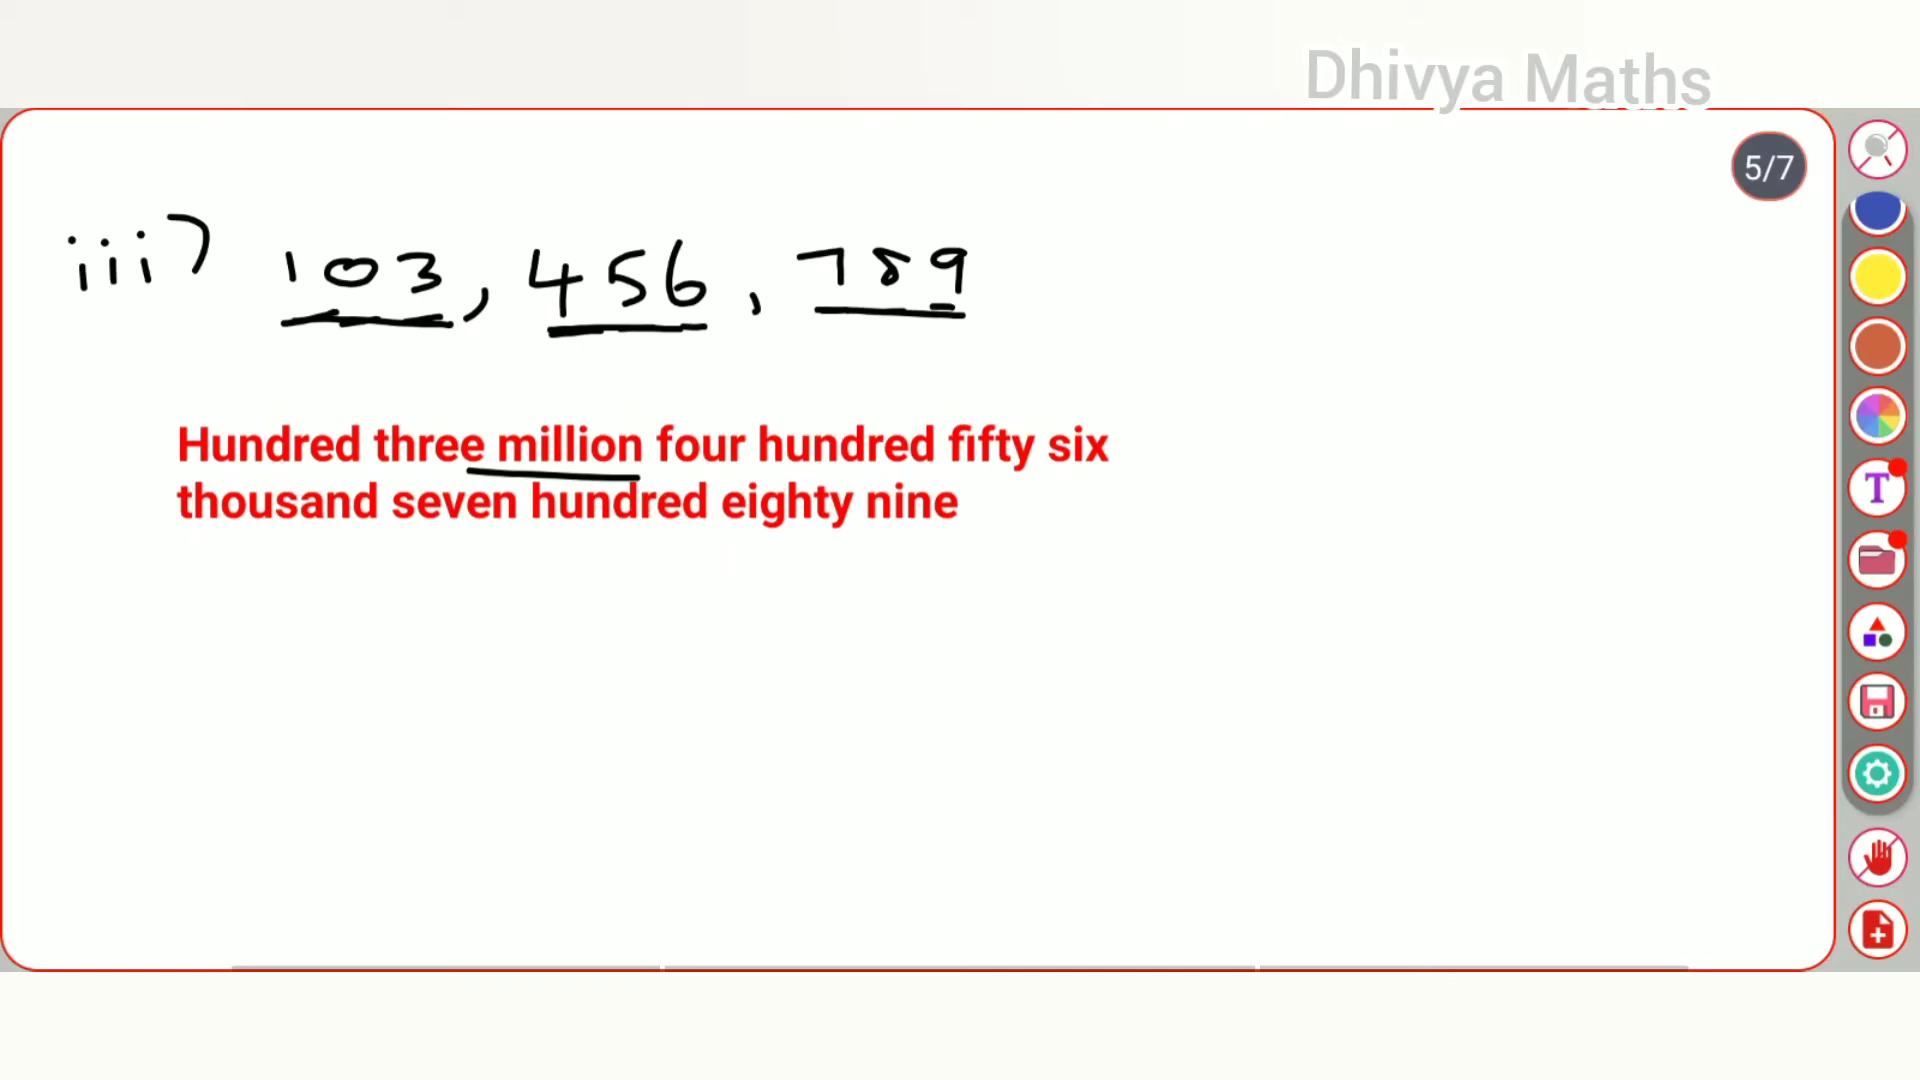 Dhivya Maths
5/7
iii) 103, 456, 789
Hundred three million four hundred fifty six
thousand seven hundred eighty nine
T